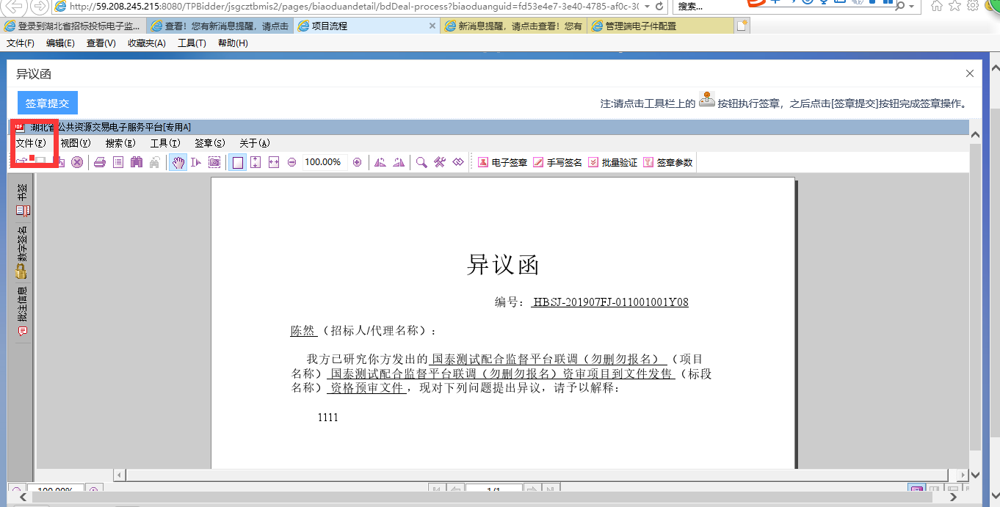 http://59.208.245.215:8080/TPBidder/jsgcztbmis2/pages/biaoduandetail/bdDeal-process?biaoduanguid=fd53e4e7-3e40-4785-af0c-3(
搜索...
登录到湖北省招标投标电子监...
查看！您有新消息提醒，请点击
项目流程
新消息提醒，请点击查看！您有
管理端电子件配置
文件(F) 编辑(E) 查看(V) 收藏夹(A) 工具(T) 帮助(H)
异议函
签章提交
注:请点击工具栏上的 按钮执行签章，之后点击[签章提交]按钮完成签章操作。
湖北省公共资源交易电子服务平台[专用A]
文件(F) 视图(V) 搜索(E) 工具(T) 签章(S) 关于(A)
100.00% 电子签章 手写签名 批量验证 签章参数
书签
数字签名
批注信息
异议函
编号： HBSJ-201907FJ-011001001Y08
陈然 （招标人/代理名称）：
我方已研究你方发出的 国泰测试配合监督平台联调（勿删勿报名） （项目
名称） 国泰测试配合监督平台联调（勿删勿报名）资审项目到文件发售 （标段
名称） 资格预审文件 ，现对下列问题提出异议，请予以解释：
1111
100.00% 1/1